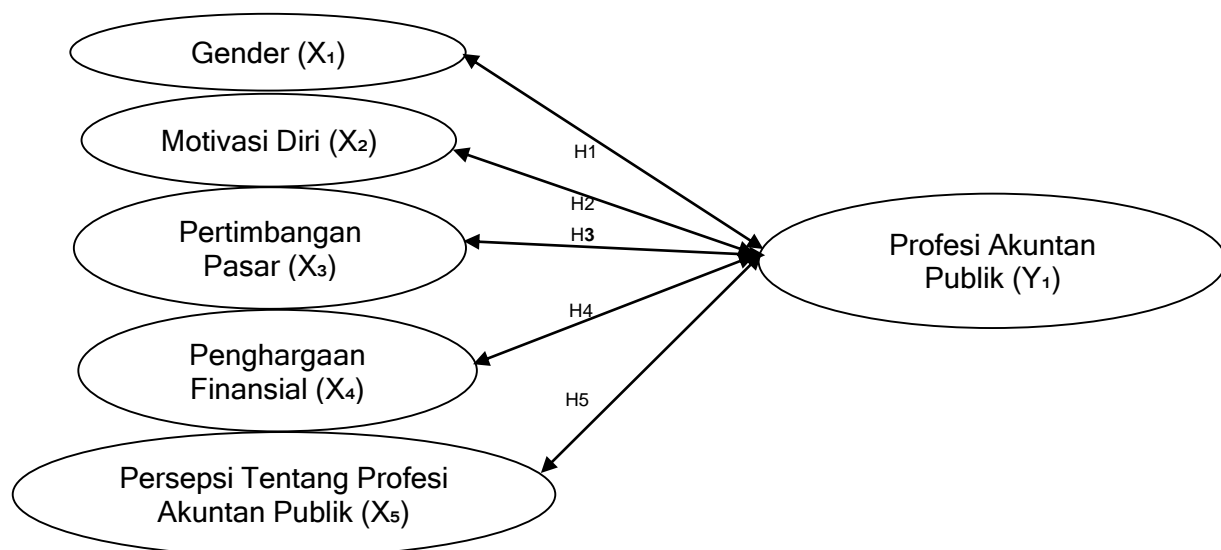 Gender (X₁)
Motivasi Diri (X₂)
H1
H2
Pertimbangan
Pasar (X₃)
H3
Profesi Akuntan
Publik (Y₁)
H4
Penghargaan
Finansial (X₄)
H5
Persepsi Tentang Profesi
Akuntan Publik (X₅)